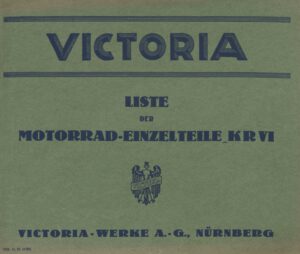 VICTORIA
LISTE
DER
MOTORRAD-EINZELTEILE KR VI
VICTORIA-WERKE A.-G., NÜRNBERG